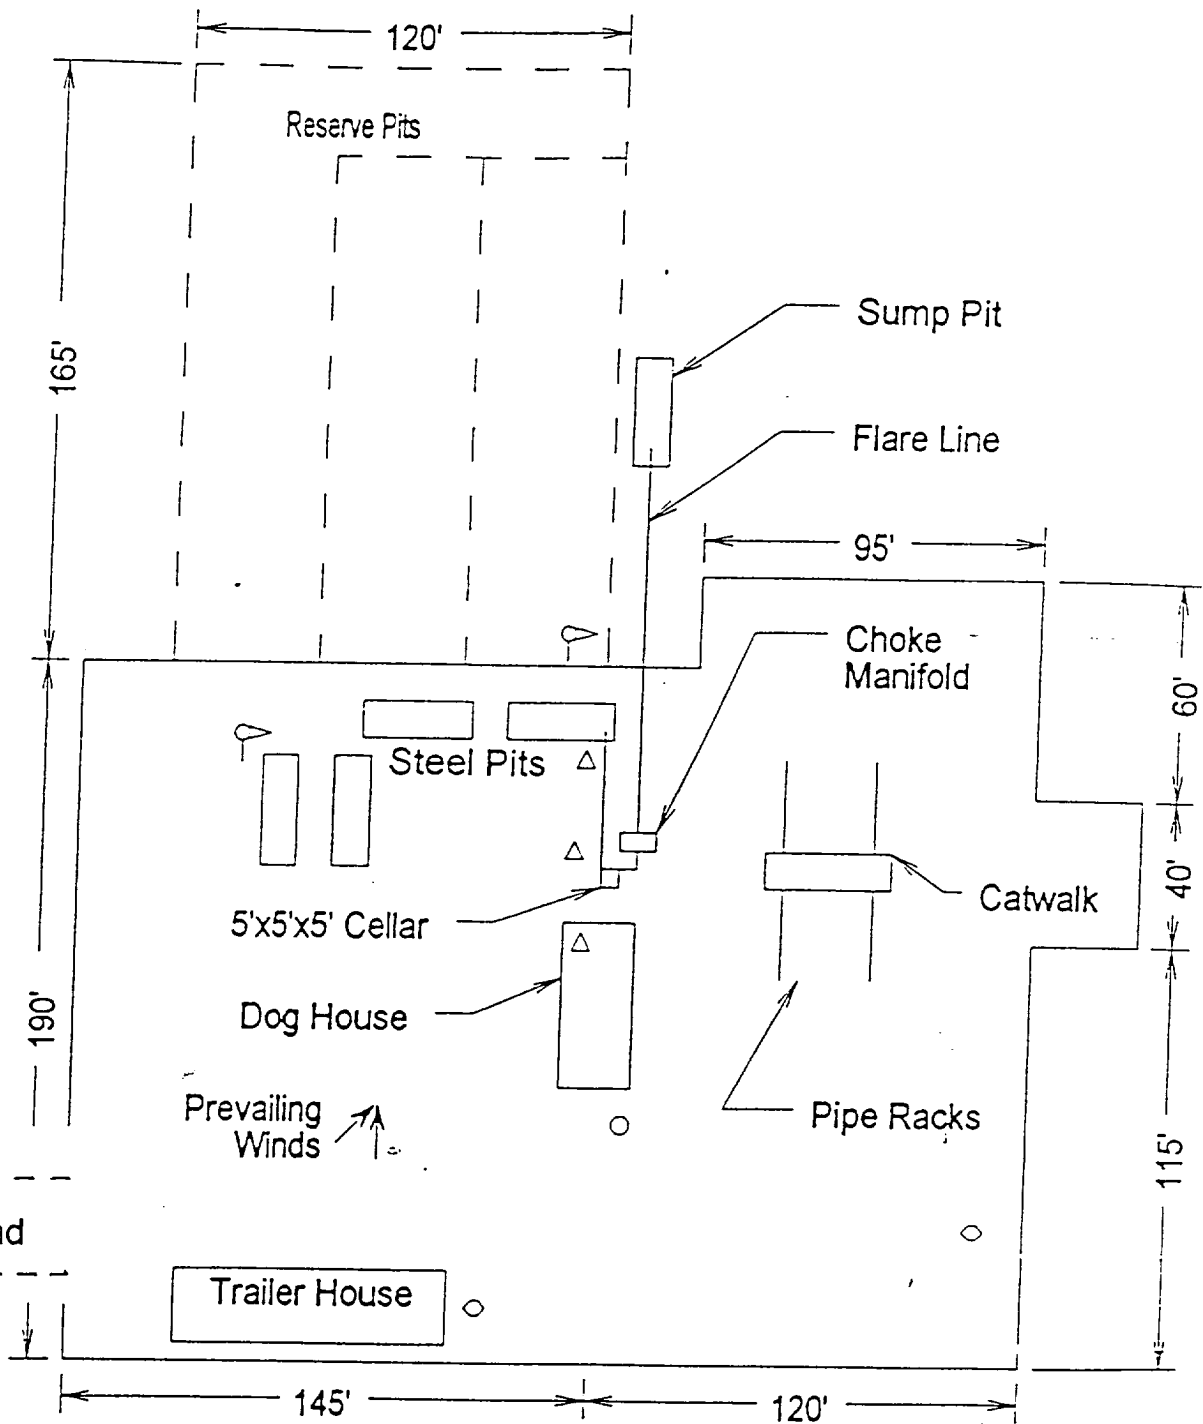 120'
Reserve Pits
165'
Sump Pit
Flare Line
95'
Choke
Manifold
60'
Steel Pits
40'
Catwalk
5'x5'x5' Cellar
190'
Dog House
Prevailing
Winds
Pipe Racks
115'
Trailer House
145'
120'